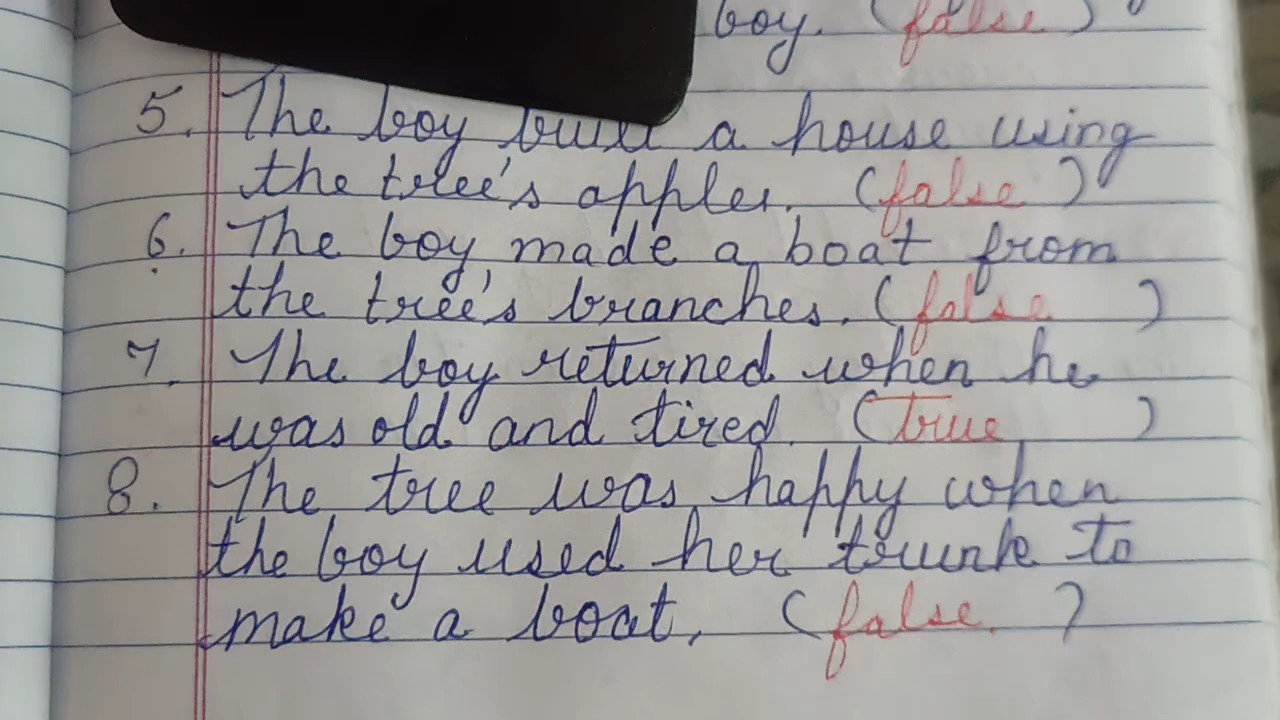 boy. (false)
5. The boy built a house using
the tree's apples. (false)
6. The boy made a boat from
the tree's branches. (false)
7. The boy returned when he
was old and tired. (True)
8. The tree was happy when
the boy used her trunk to
make a boat. (false)